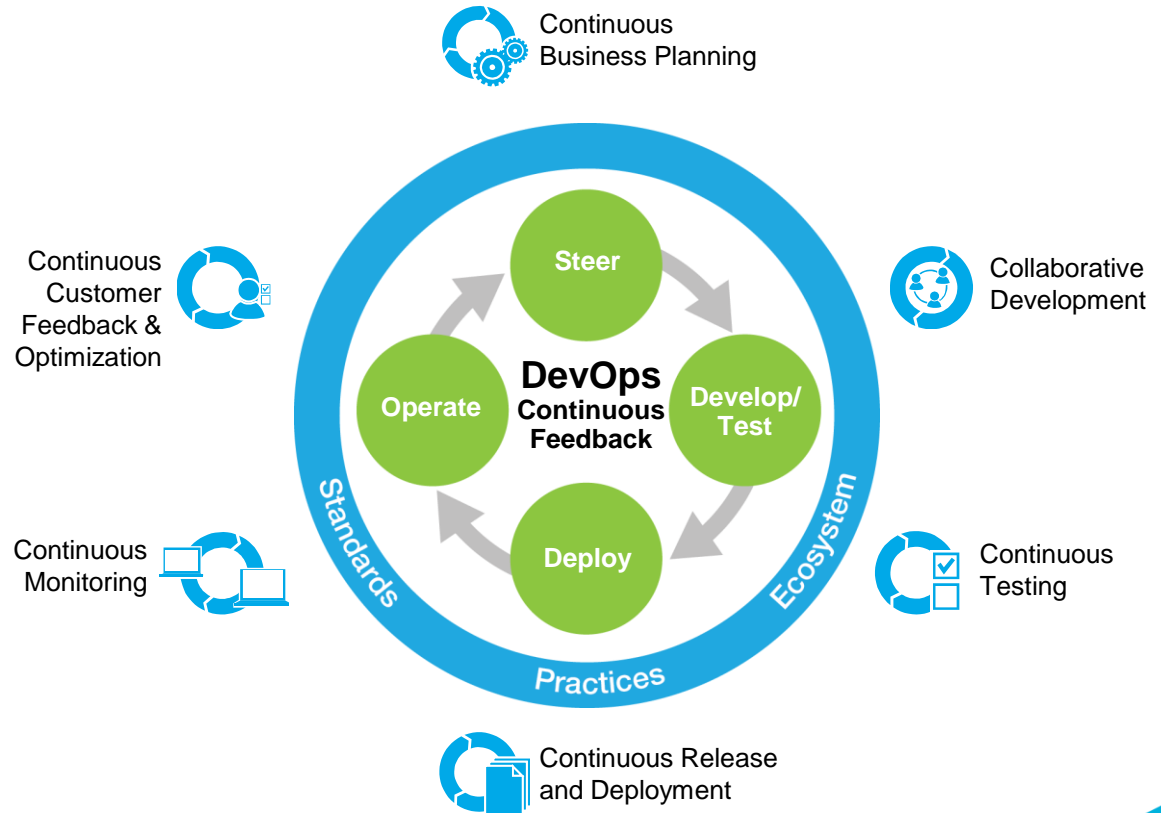 Continuous
Business Planning
Continuous
Customer
Feedback &
Optimization
Steer
Collaborative
Development
DevOps
Continuous
Feedback
Operate
Develop/
Test
Continuous
Monitoring
Deploy
Continuous
Testing
Standards
Practices
Ecosystem
Continuous Release
and Deployment